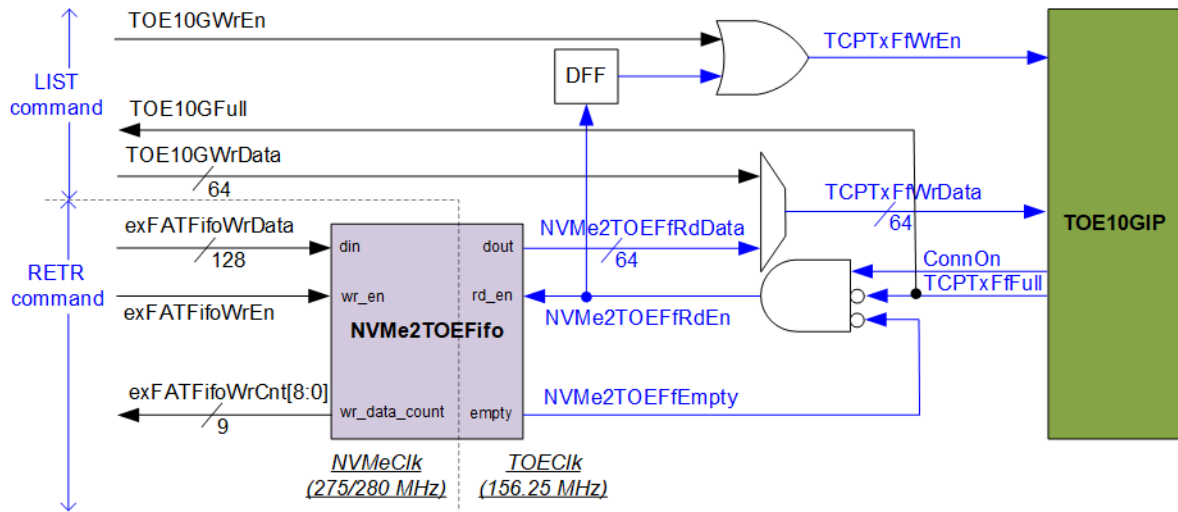 TOE10GWrEn
TCPTxFfWrEn
DFF
LIST
command
TOE10GFull
TOE10GWrData
64
TCPTxFfWrData
64
TOE10GIP
exFATFifoWrData
128
din
dout
NVMe2TOEFfRdData
64
ConnOn
RETR
command
wr_en
rd_en
TCPTxFfFull
exFATFifoWrEn
NVMe2TOEFifo
NVMe2TOEFfRdEn
exFATFifoWrCnt[8:0]
9
wr_data_count
empty
NVMe2TOEFfEmpty
NVMeClk
(275/280 MHz)
TOEClk
(156.25 MHz)